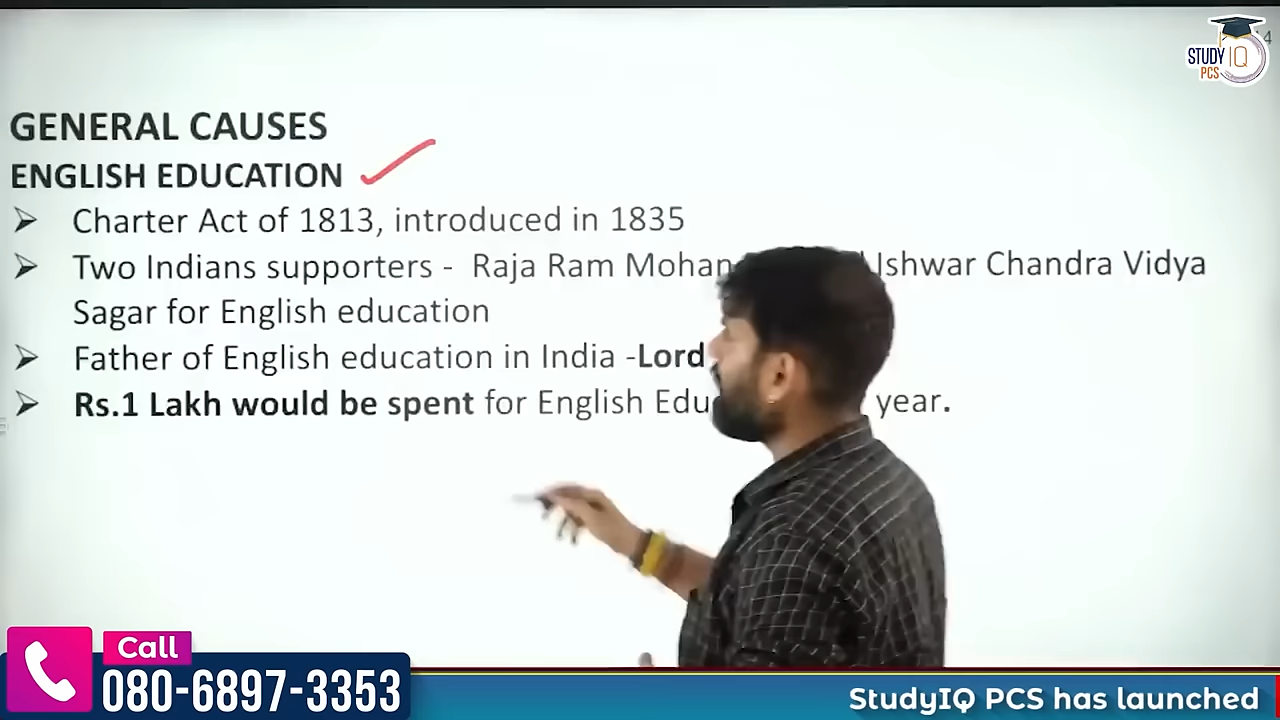 STUDY IQ
PCS
GENERAL CAUSES
ENGLISH EDUCATION
➢ Charter Act of 1813, introduced in 1835
➢ Two Indians supporters - Raja Ram Mohan Ishwar Chandra Vidya
Sagar for English education
➢ Father of English education in India -Lord
➢ Rs.1 Lakh would be spent for English year.
Call
080-6897-3353
StudyIQ PCS has launched